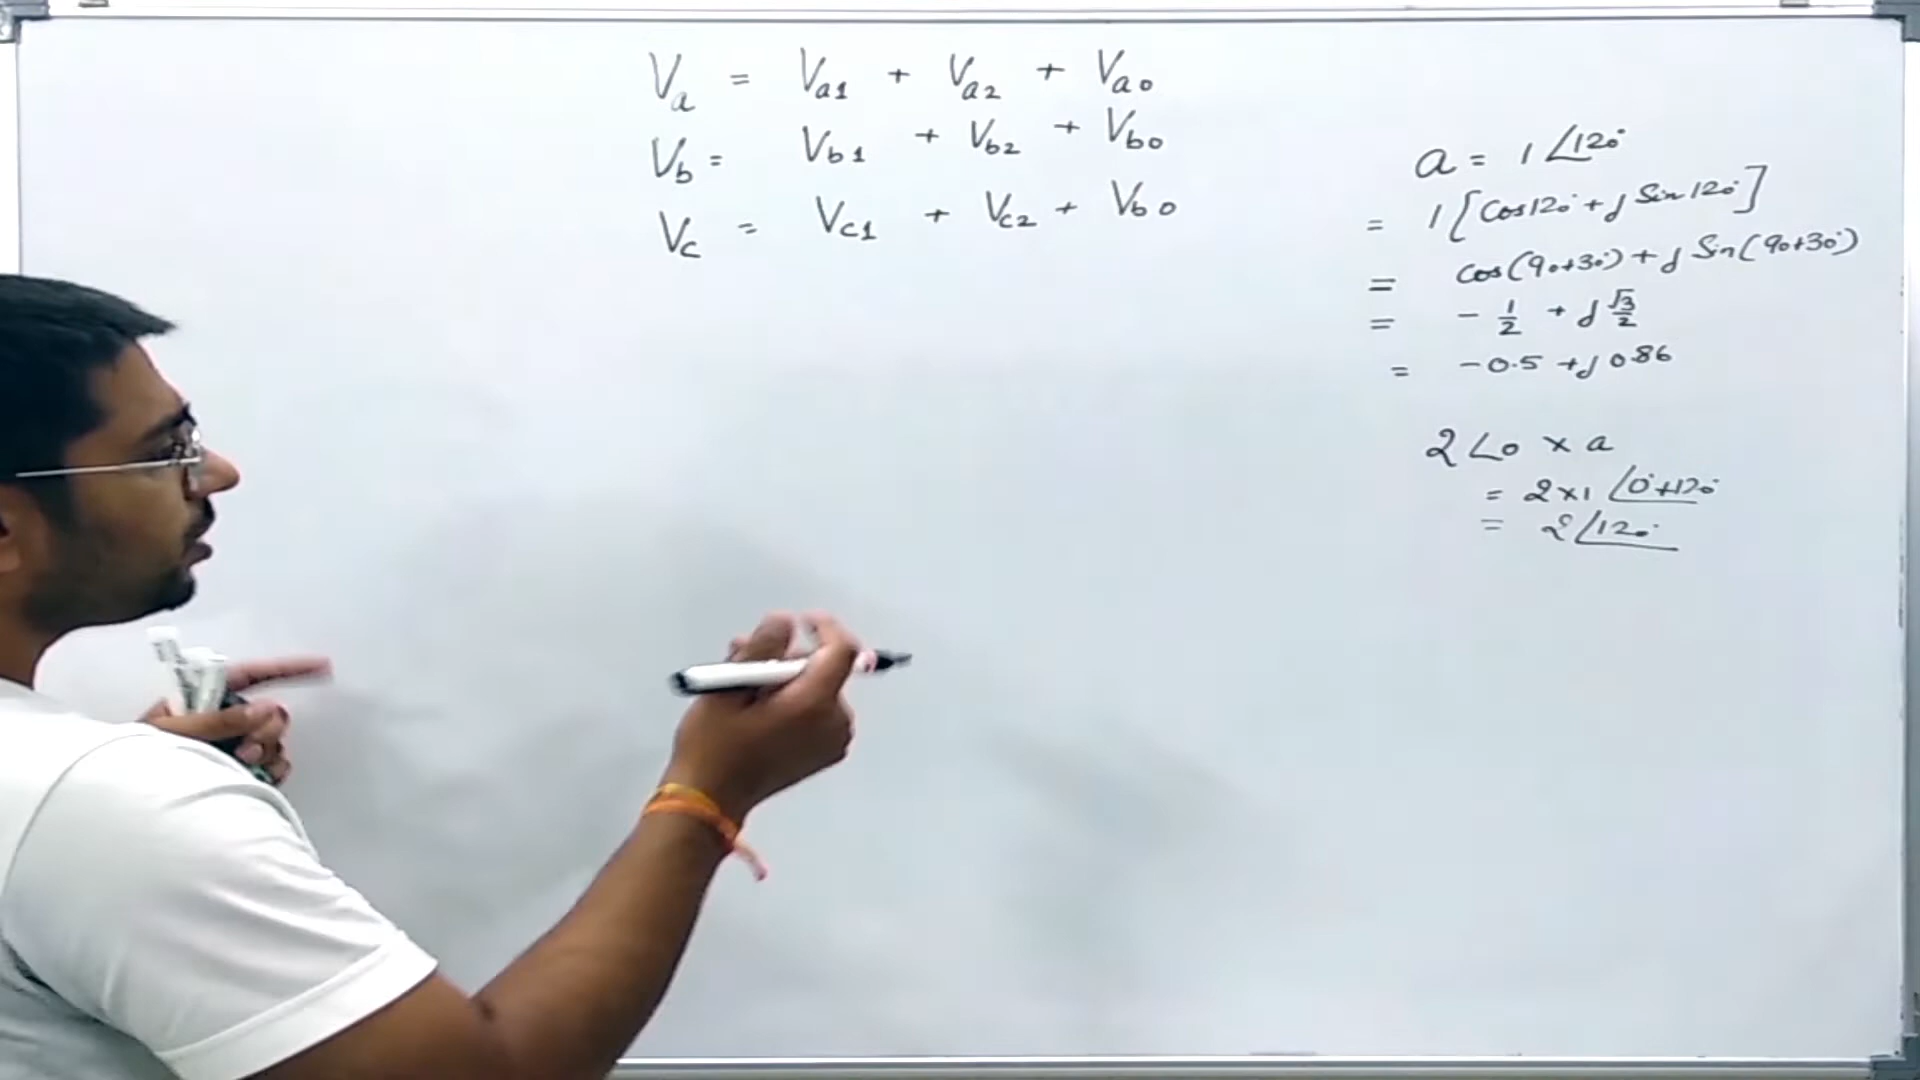 Va = Va1 + Va2 + Va0
Vb = Vb1 + Vb2 + Vb0
Vc = Vc1 + Vc2 + Vb0
a = 1∠120°
= 1[Cos120° + j Sin120°]
= Cos(90+30°) + j Sin(90+30°)
= - 1/2 + j √3/2
= -0.5 + j 0.86
2∠0 × a
= 2×1 ∠0°+120°
= 2∠120°